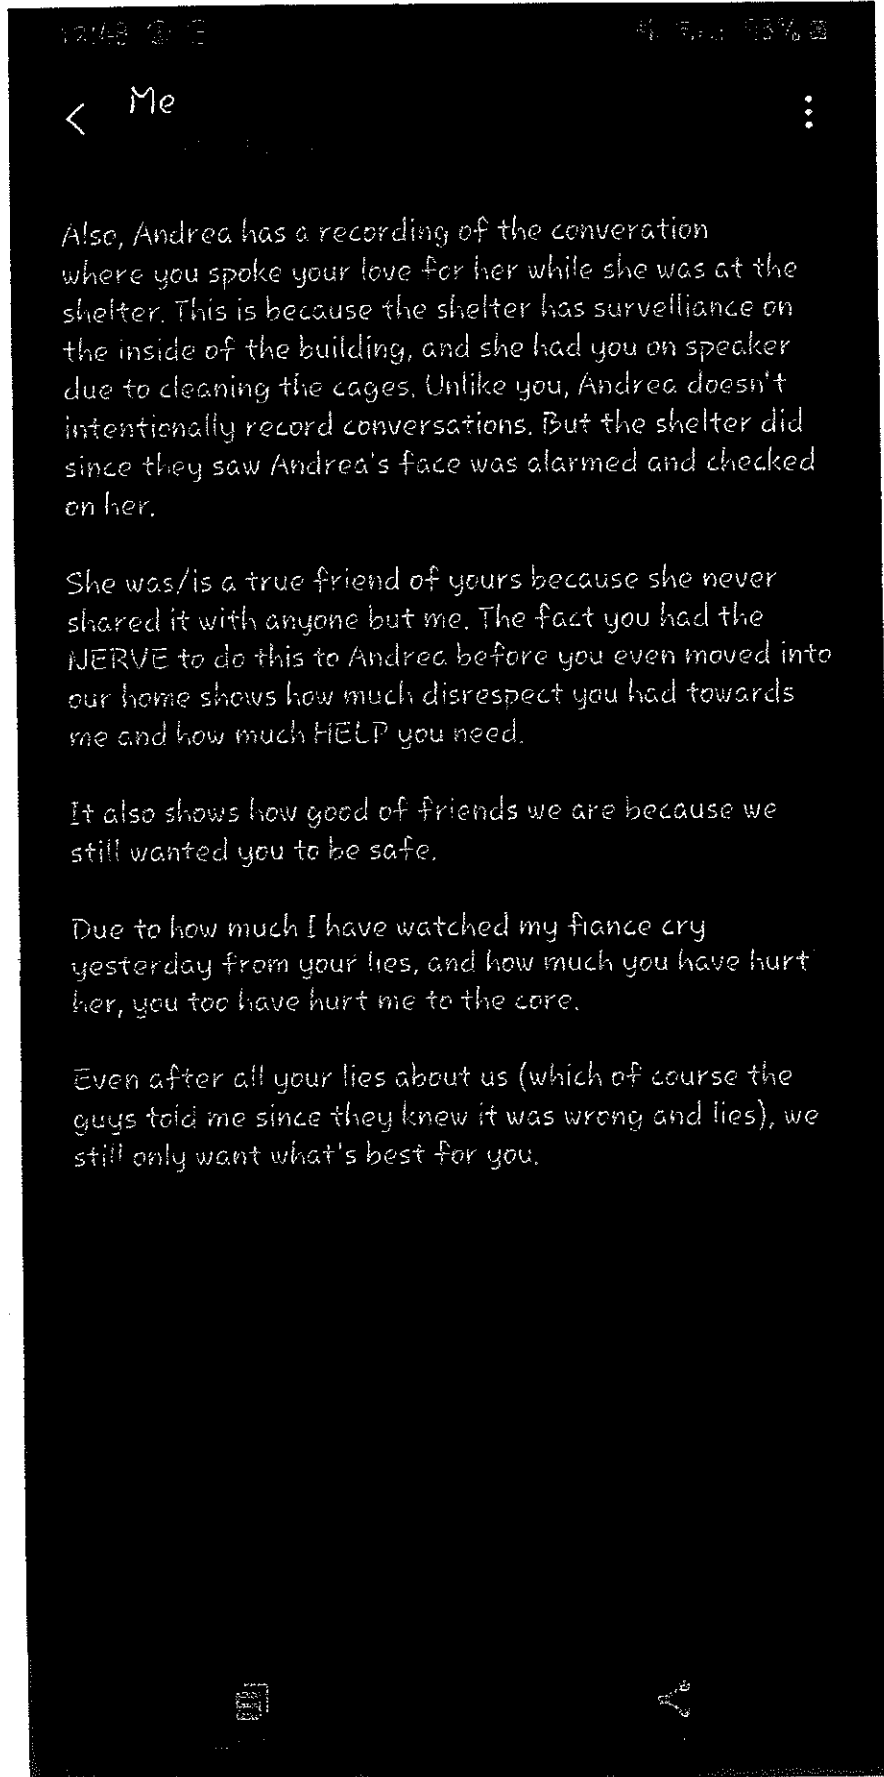 12:48
93%
Me
Also, Andrea has a recording of the converation
where you spoke your love for her while she was at the
shelter. This is because the shelter has survelliance on
the inside of the building, and she had you on speaker
due to cleaning the cages. Unlike you, Andrea doesn't
intentionally record conversations. But the shelter did
since they saw Andrea's face was alarmed and checked
on her.
She was/is a true friend of yours because she never
shared it with anyone but me. The fact you had the
NERVE to do this to Andrea before you even moved into
our home shows how much disrespect you had towards
me and how much HELP you need.
It also shows how good of friends we are because we
still wanted you to be safe.
Due to how much I have watched my fiance cry
yesterday from your lies, and how much you have hurt
her, you too have hurt me to the core.
Even after all your lies about us (which of course the
guys told me since they knew it was wrong and lies), we
still only want what's best for you.